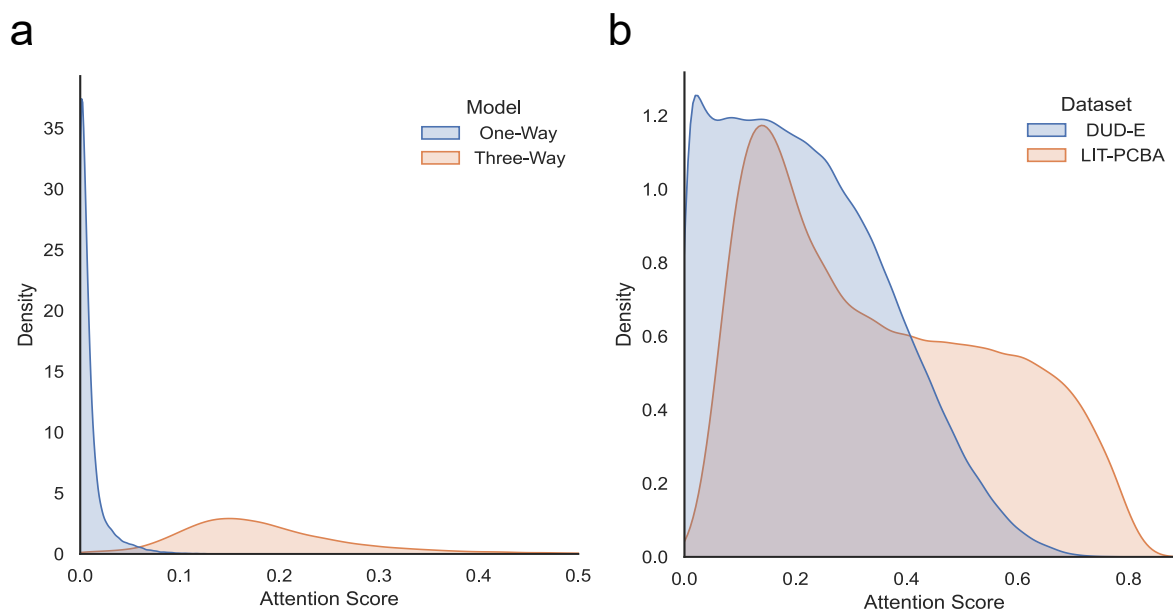 a
Model
One-Way
Three-Way
Density
35
30
25
20
15
10
5
0
0.0 0.1 0.2 0.3 0.4 0.5
Attention Score
b
Dataset
DUD-E
LIT-PCBA
Density
1.2
1.0
0.8
0.6
0.4
0.2
0.0
0.0 0.2 0.4 0.6 0.8
Attention Score